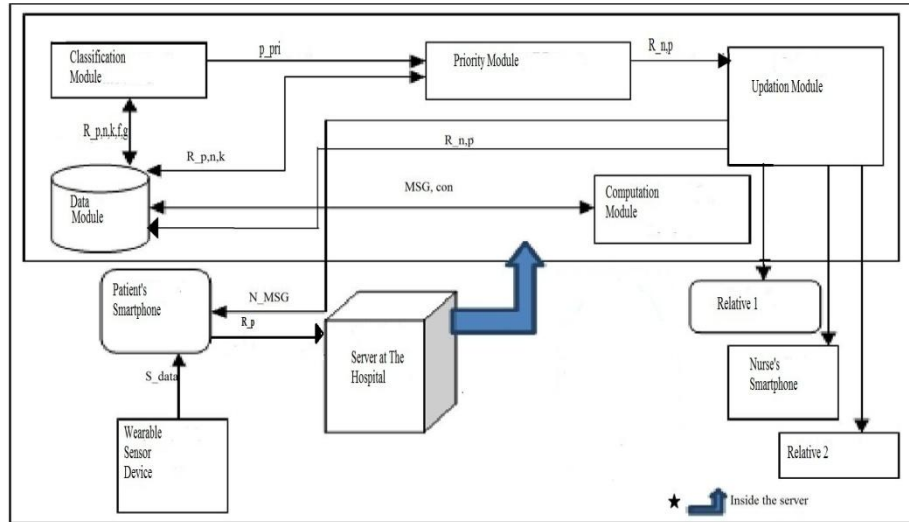 Classification
Module
p_pri
Priority Module
R_n,p
Updation Module
R_p,n,k,f,g
R_p,n,k
R_n,p
Data
Module
MSG, con
Computation
Module
Patient's
Smartphone
N_MSG
R_p
Server at The
Hospital
Relative 1
S_data
Nurse's
Smartphone
Wearable
Sensor
Device
Relative 2
Inside the server